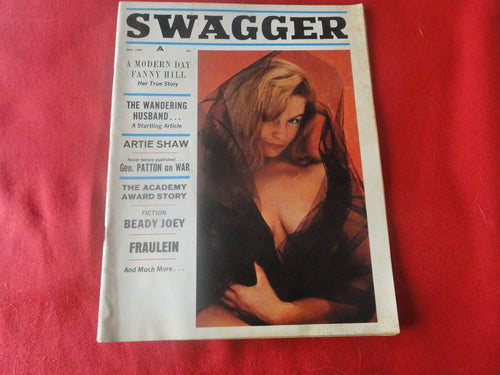 SWAGGER
A
A MODERN DAY
FANNY HILL
Her True Story
THE WANDERING
HUSBAND...
A Startling Article
ARTIE SHAW
Never before published
Gen. PATTON on WAR
THE ACADEMY
AWARD STORY
FICTION
BEADY JOEY
FRAULEIN
And Much More...